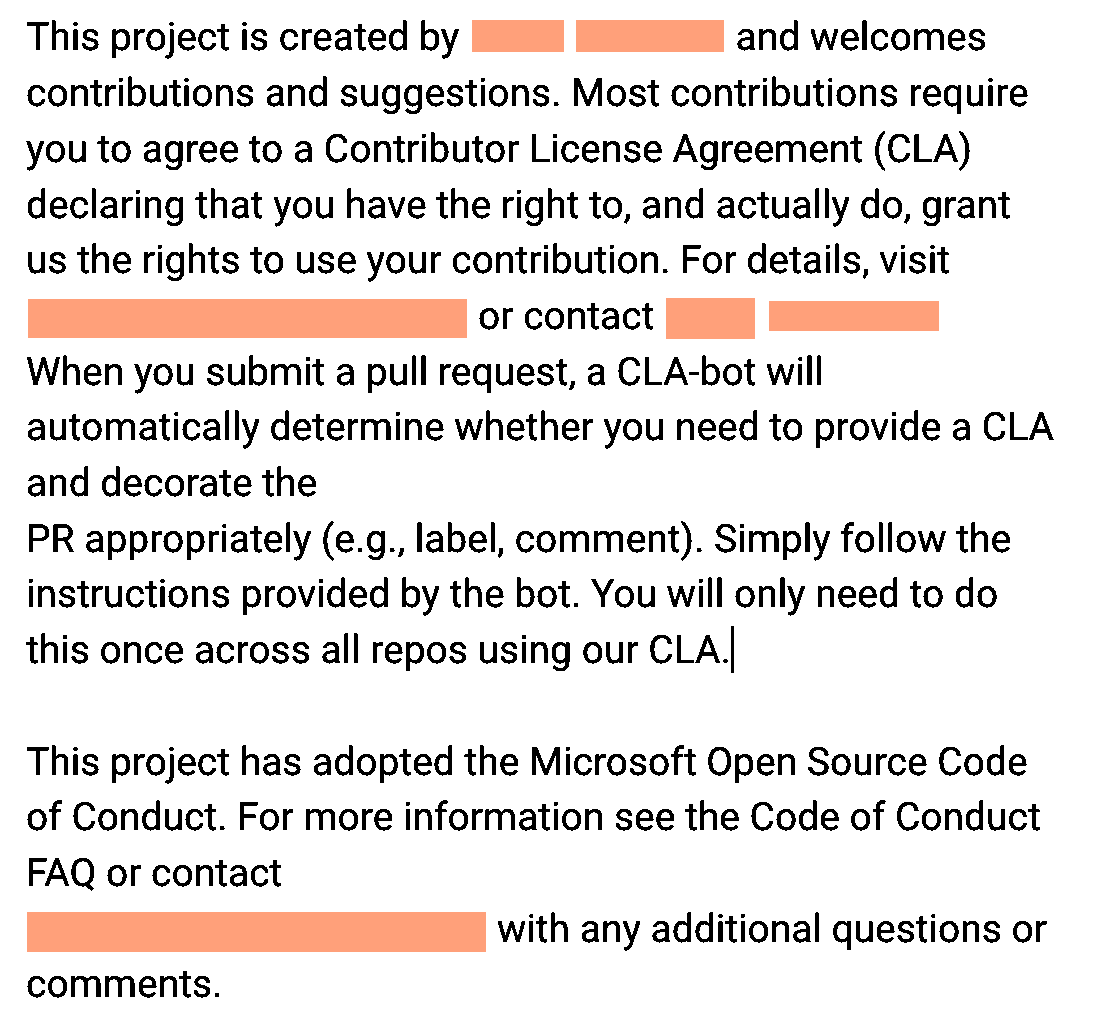 This project is created by and welcomes
contributions and suggestions. Most contributions require
you to agree to a Contributor License Agreement (CLA)
declaring that you have the right to, and actually do, grant
us the rights to use your contribution. For details, visit
or contact
When you submit a pull request, a CLA-bot will
automatically determine whether you need to provide a CLA
and decorate the
PR appropriately (e.g., label, comment). Simply follow the
instructions provided by the bot. You will only need to do
this once across all repos using our CLA.
This project has adopted the Microsoft Open Source Code
of Conduct. For more information see the Code of Conduct
FAQ or contact
with any additional questions or
comments.